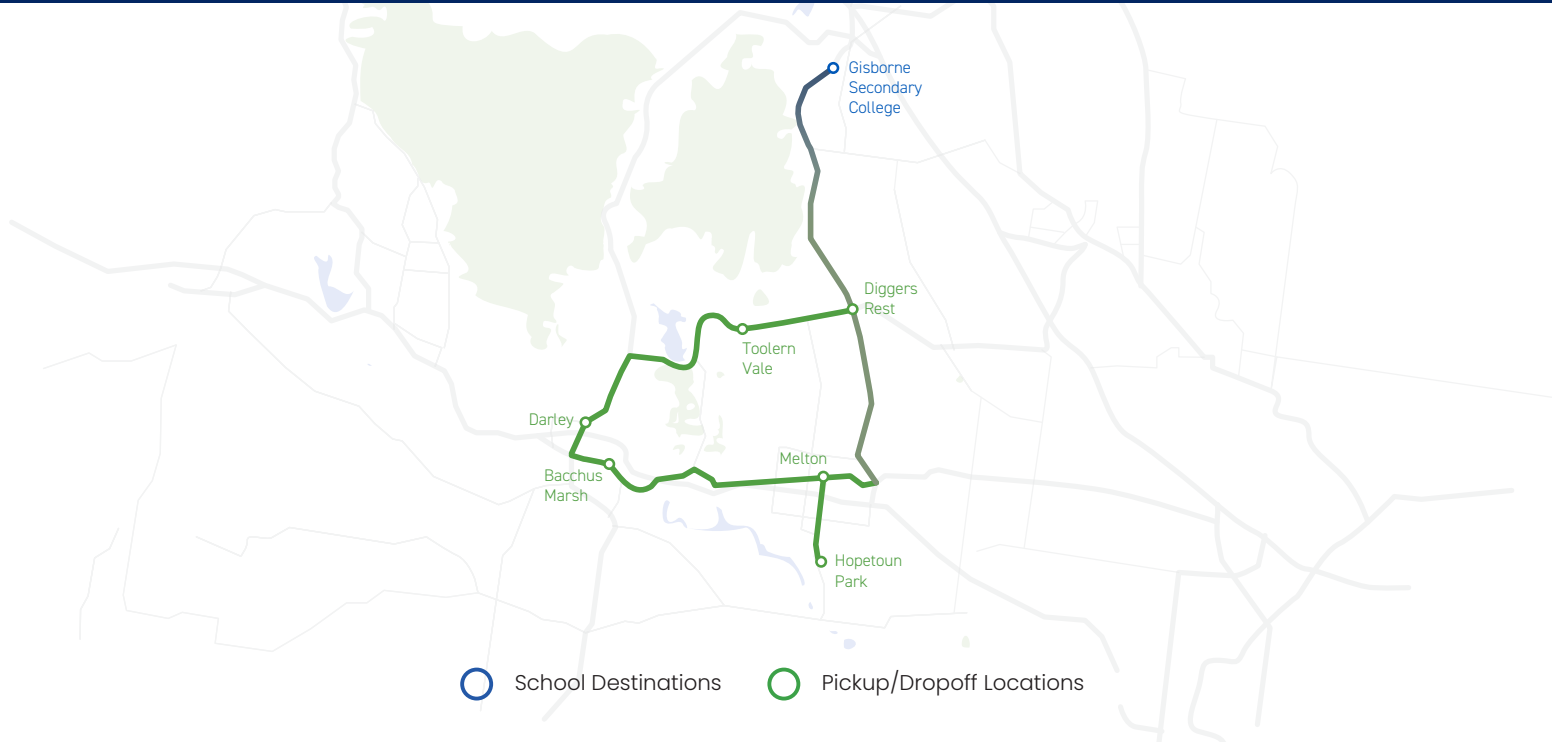 Gisborne
Secondary
College
Diggers
Rest
Toolern
Vale
Darley
Melton
Bacchus
Marsh
Hopetoun
Park
School Destinations
Pickup/Dropoff Locations